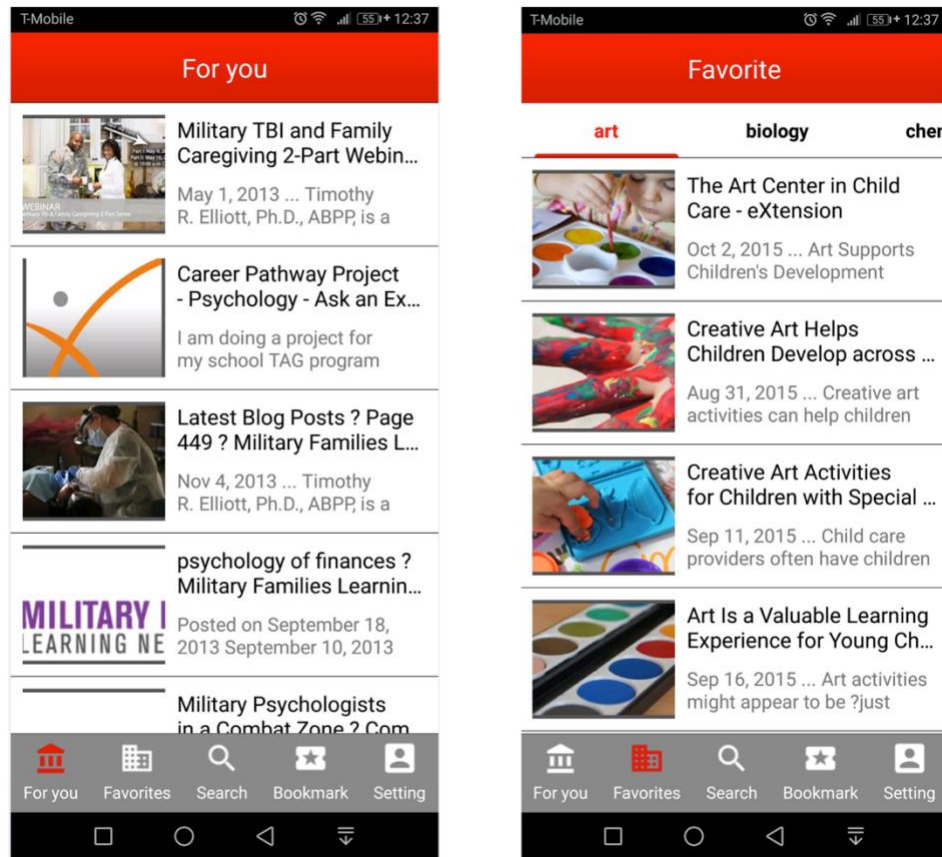 T-Mobile 55 12:37
For you
Military TBI and Family
Caregiving 2-Part Webin...
May 1, 2013 ... Timothy
R. Elliott, Ph.D., ABPP, is a
WEBINAR
Career Pathway Project
- Psychology - Ask an Ex...
I am doing a project for
my school TAG program
Latest Blog Posts ? Page
449 ? Military Families L...
Nov 4, 2013 ... Timothy
R. Elliott, Ph.D., ABPP, is a
psychology of finances ?
Military Families Learnin...
Posted on September 18,
2013 September 10, 2013
MILITARY
LEARNING NE
Military Psychologists
in a Combat Zone ? Com
For you Favorites Search Bookmark Setting
T-Mobile 55 12:37
Favorite
art biology cher
The Art Center in Child
Care - eXtension
Oct 2, 2015 ... Art Supports
Children's Development
Creative Art Helps
Children Develop across ...
Aug 31, 2015 ... Creative art
activities can help children
Creative Art Activities
for Children with Special ...
Sep 11, 2015 ... Child care
providers often have children
Art Is a Valuable Learning
Experience for Young Ch...
Sep 16, 2015 ... Art activities
might appear to be ?just
For you Favorites Search Bookmark Setting